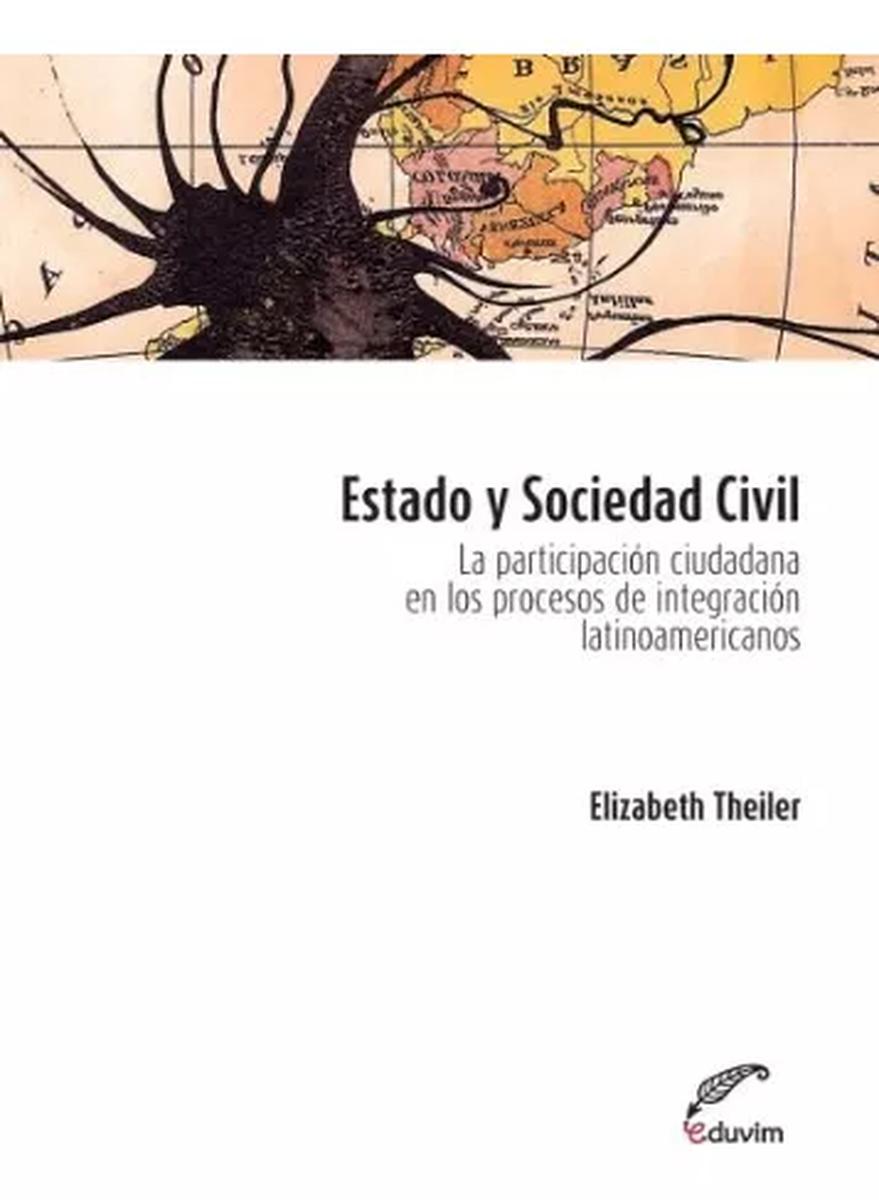 Estado y Sociedad Civil
La participación ciudadana
en los procesos de integración
latinoamericanos
Elizabeth Theiler
eduvim